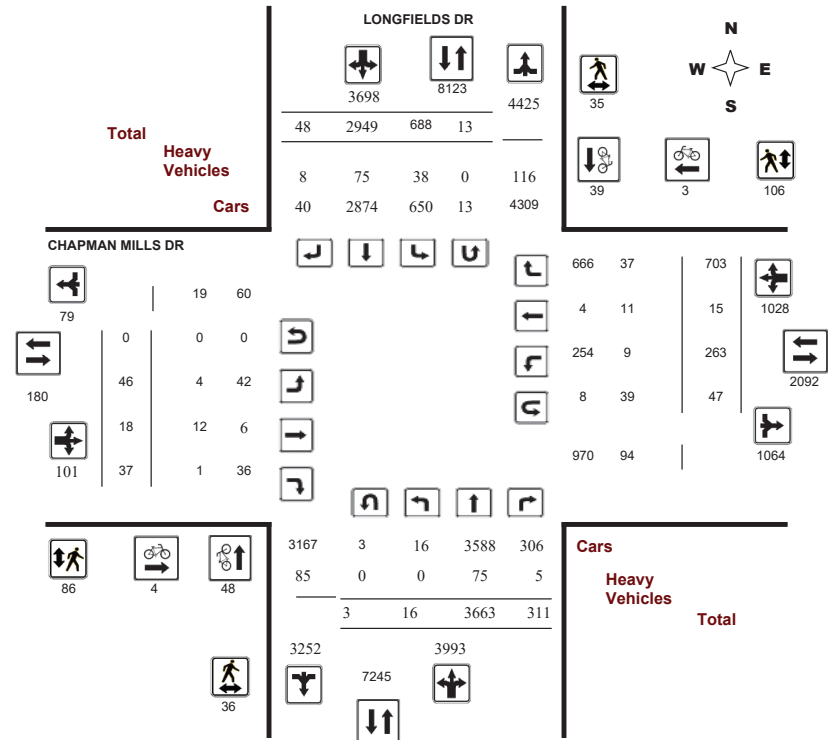 LONGFIELDS DR
N
W E
S
3698
8123
4425
35
Total
48 2949 688 13
Heavy
Vehicles
8 75 38 0 116
39 3 106
Cars
40 2874 650 13 4309
CHAPMAN MILLS DR
666 37 703
19 60
79
1028
4 11 15
0 0 0
254 9 263
2092
46 4 42
180
8 39 47
18 12 6
101
37 1 36
970 94
1064
3167 3 16 3588 306
Cars
85 0 0 75 5
Heavy
Vehicles
86 4 48
3 16 3663 311
Total
3252
3993
7245
36